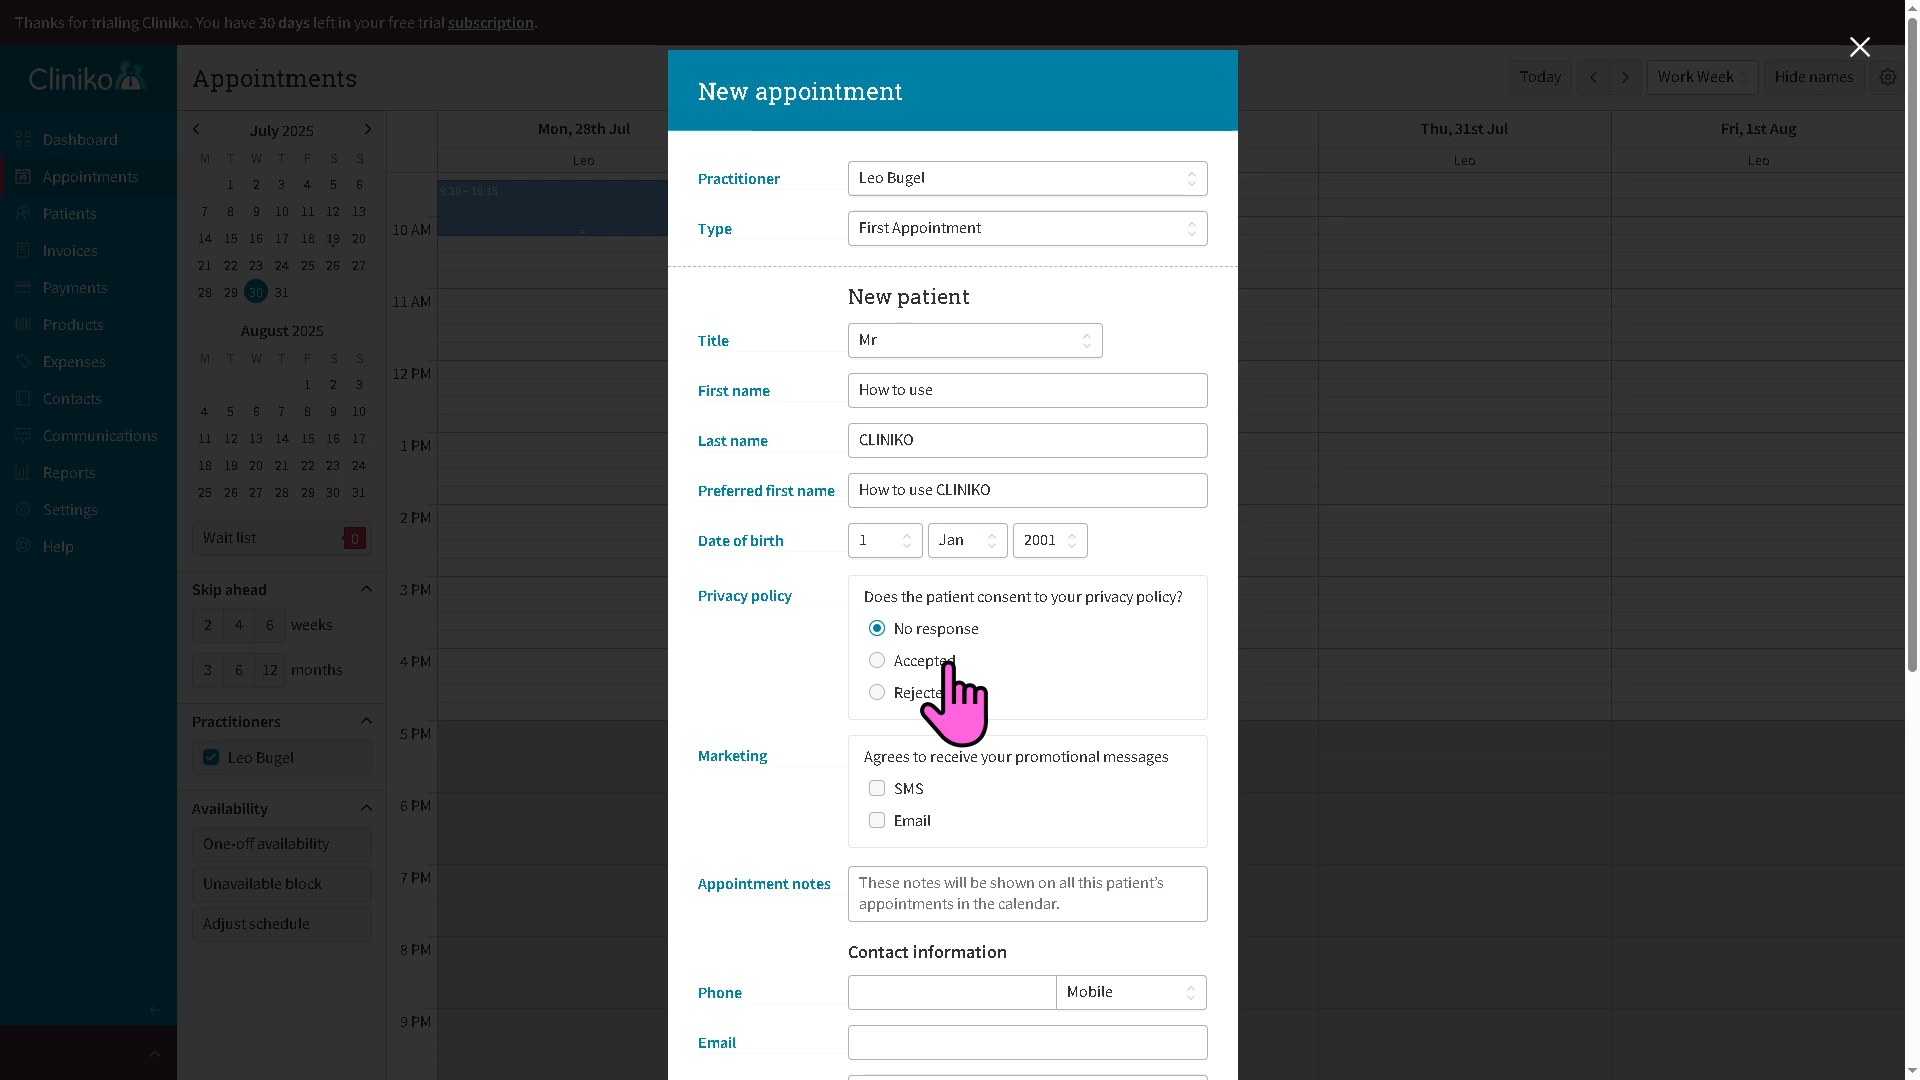 Thanks for trialing Cliniko. You have 30 days left in your free trial subscription.
Cliniko
Dashboard
Appointments
Patients
Invoices
Payments
Products
Expenses
Contacts
Communications
Reports
Settings
Help
Appointments
Today
Work Week
Hide names
July 2025
M T W T F S S
1 2 3 4 5 6
7 8 9 10 11 12 13
14 15 16 17 18 19 20
21 22 23 24 25 26 27
28 29 30 31
August 2025
M T W T F S S
1 2 3
4 5 6 7 8 9 10
11 12 13 14 15 16 17
18 19 20 21 22 23 24
25 26 27 28 29 30 31
Wait list 0
Skip ahead
2 4 6 weeks
3 6 12 months
Practitioners
Leo Bugel
Availability
One-off availability
Unavailable block
Adjust schedule
Mon, 28th Jul
Leo
Thu, 31st Jul
Leo
Fri, 1st Aug
Leo
9:30 – 10:15
10 AM
11 AM
12 PM
1 PM
2 PM
3 PM
4 PM
5 PM
6 PM
7 PM
8 PM
9 PM
New appointment
Practitioner Leo Bugel
Type First Appointment
New patient
Title Mr
First name How to use
Last name CLINIKO
Preferred first name How to use CLINIKO
Date of birth 1 Jan 2001
Privacy policy Does the patient consent to your privacy policy?
No response
Accepted
Rejecte
Marketing Agrees to receive your promotional messages
SMS
Email
Appointment notes These notes will be shown on all this patient's
appointments in the calendar.
Contact information
Phone Mobile
Email